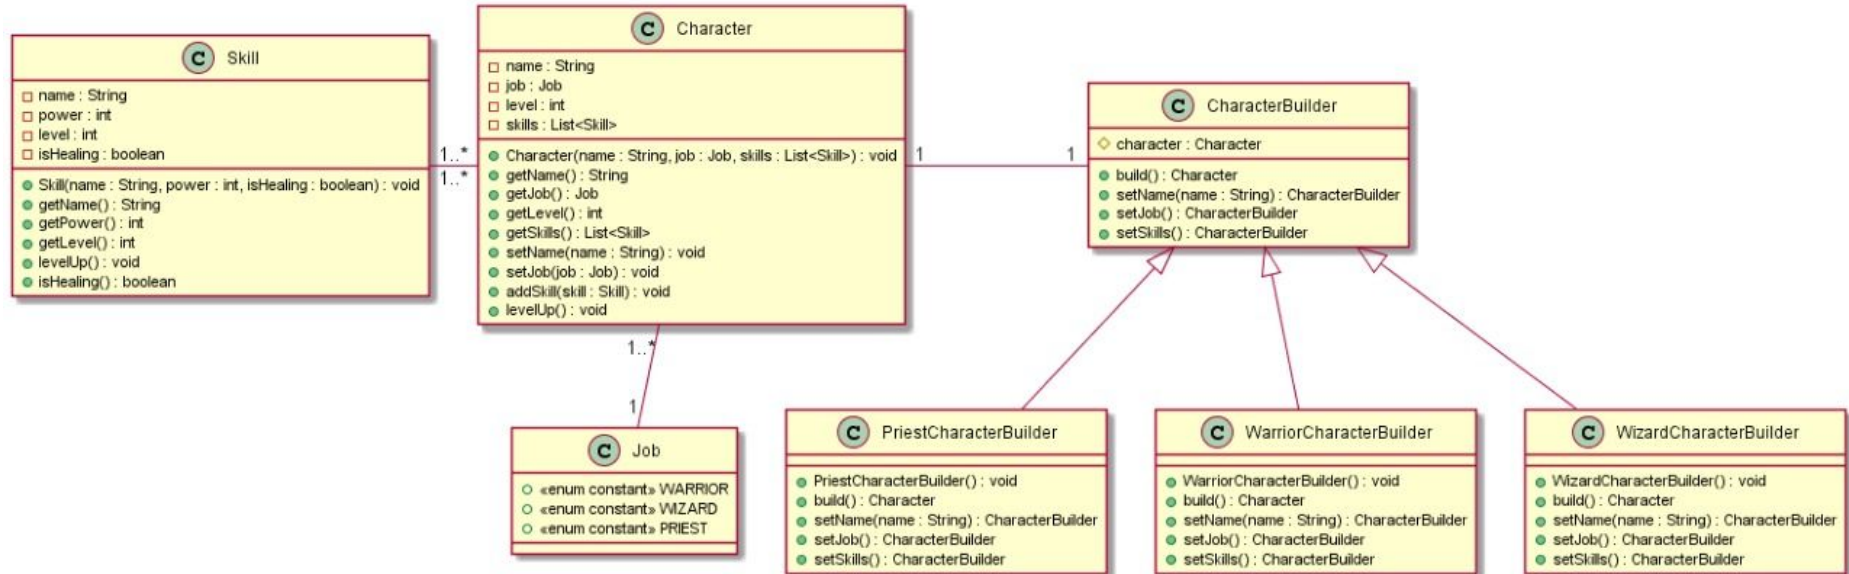 C Skill
name : String
power : int
level : int
isHealing : boolean
Skill(name : String, power : int, isHealing : boolean) : void
getName() : String
getPower() : int
getLevel() : int
levelUp() : void
isHealing() : boolean
1..*
1..*
C Character
name : String
job : Job
level : int
skills : List<Skill>
Character(name : String, job : Job, skills : List<Skill>) : void
getName() : String
getJob() : Job
getLevel() : int
getSkills() : List<Skill>
setName(name : String) : void
setJob(job : Job) : void
addSkill(skill : Skill) : void
levelUp() : void
1
1
C CharacterBuilder
character : Character
build() : Character
setName(name : String) : CharacterBuilder
setJob() : CharacterBuilder
setSkills() : CharacterBuilder
1..*
1
C Job
«enum constant» WARRIOR
«enum constant» WIZARD
«enum constant» PRIEST
C PriestCharacterBuilder
PriestCharacterBuilder() : void
build() : Character
setName(name : String) : CharacterBuilder
setJob() : CharacterBuilder
setSkills() : CharacterBuilder
C WarriorCharacterBuilder
WarriorCharacterBuilder() : void
build() : Character
setName(name : String) : CharacterBuilder
setJob() : CharacterBuilder
setSkills() : CharacterBuilder
C WizardCharacterBuilder
WizardCharacterBuilder() : void
build() : Character
setName(name : String) : CharacterBuilder
setJob() : CharacterBuilder
setSkills() : CharacterBuilder